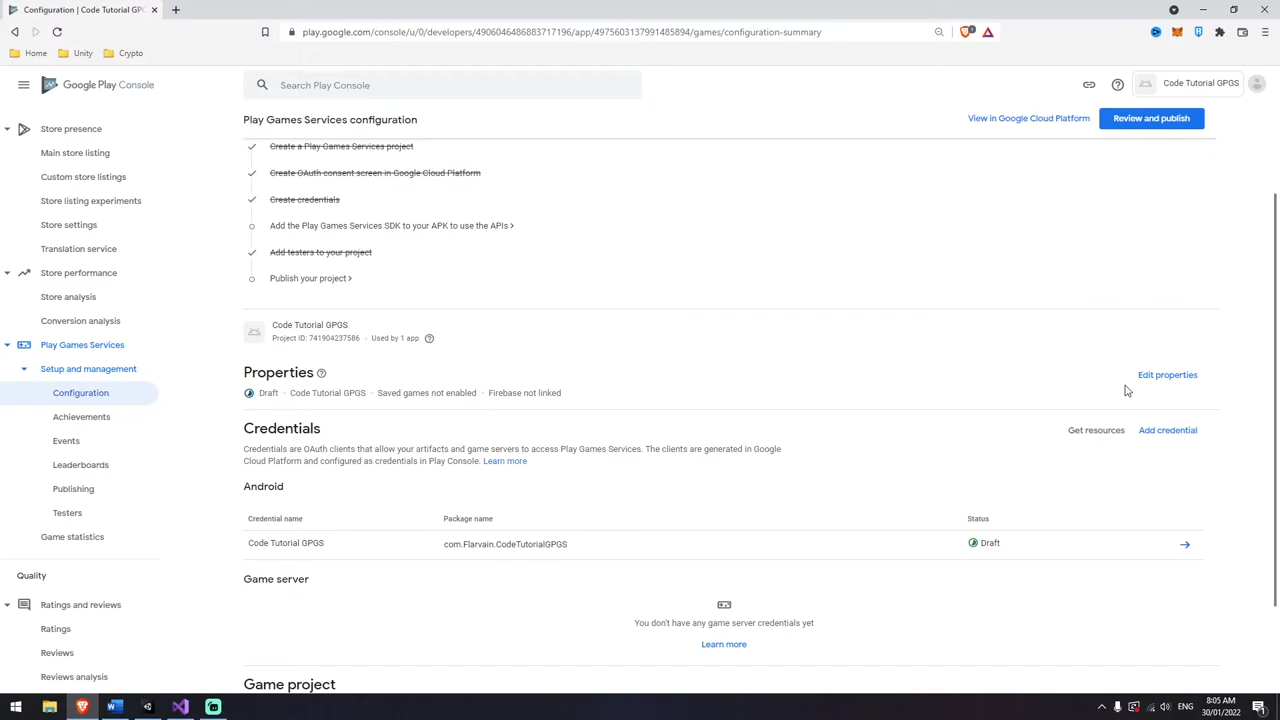 Configuration | Code Tutorial GPG
play.google.com/console/u/0/developers/4906046486883717196/app/4975603137991485894/games/configuration-summary
Home
Unity
Crypto
Google Play Console
Search Play Console
Code Tutorial GPGS
Play Games Services configuration
View in Google Cloud Platform
Review and publish
Store presence
Main store listing
Custom store listings
Store listing experiments
Store settings
Translation service
Store performance
Store analysis
Conversion analysis
Play Games Services
Setup and management
Configuration
Achievements
Events
Leaderboards
Publishing
Testers
Game statistics
Quality
Ratings and reviews
Ratings
Reviews
Reviews analysis
Create a Play Games Services project
Create OAuth consent screen in Google Cloud Platform
Create credentials
Add the Play Games Services SDK to your APK to use the APIs
Add testers to your project
Publish your project
Code Tutorial GPGS
Project ID: 741904237586 · Used by 1 app
Properties
Edit properties
Draft · Code Tutorial GPGS · Saved games not enabled · Firebase not linked
Credentials
Get resources
Add credential
Credentials are OAuth clients that allow your artifacts and game servers to access Play Games Services. The clients are generated in Google
Cloud Platform and configured as credentials in Play Console. Learn more
Android
Credential name
Package name
Status
Code Tutorial GPGS
com.Flarvain.CodeTutorialGPGS
Draft
Game server
You don't have any game server credentials yet
Learn more
Game project
ENG
8:05 AM
30/01/2022